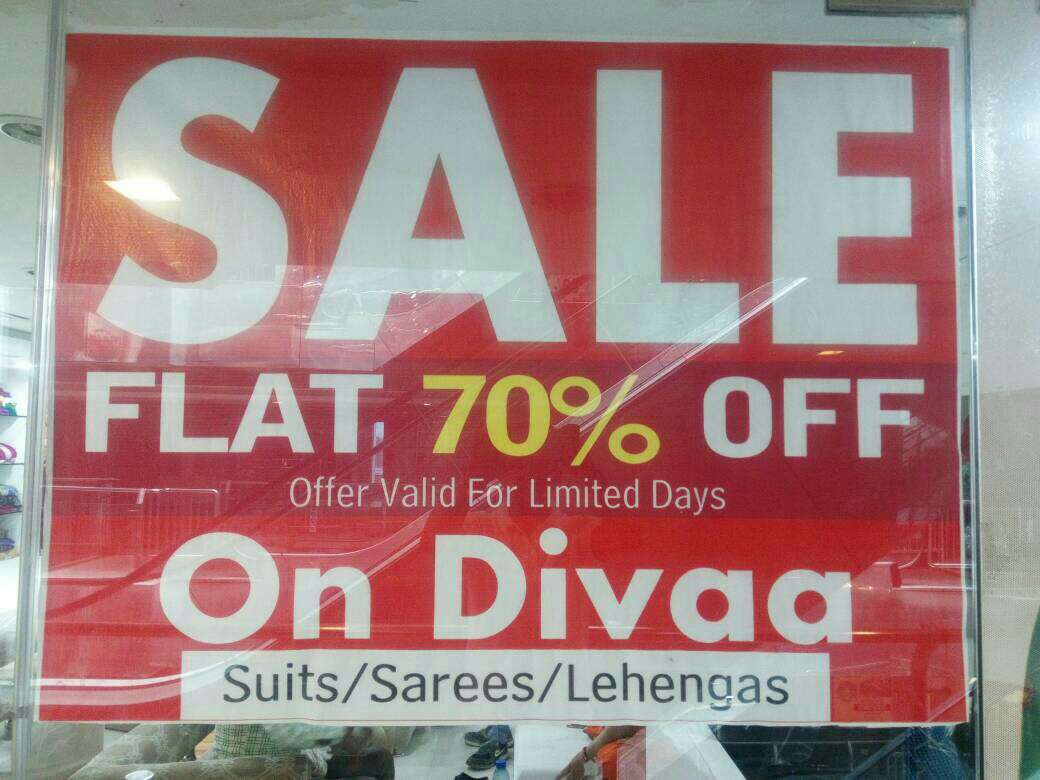 SALE
FLAT 70% OFF
Offer Valid For Limited Days
On Divaa
Suits/Sarees/Lehengas